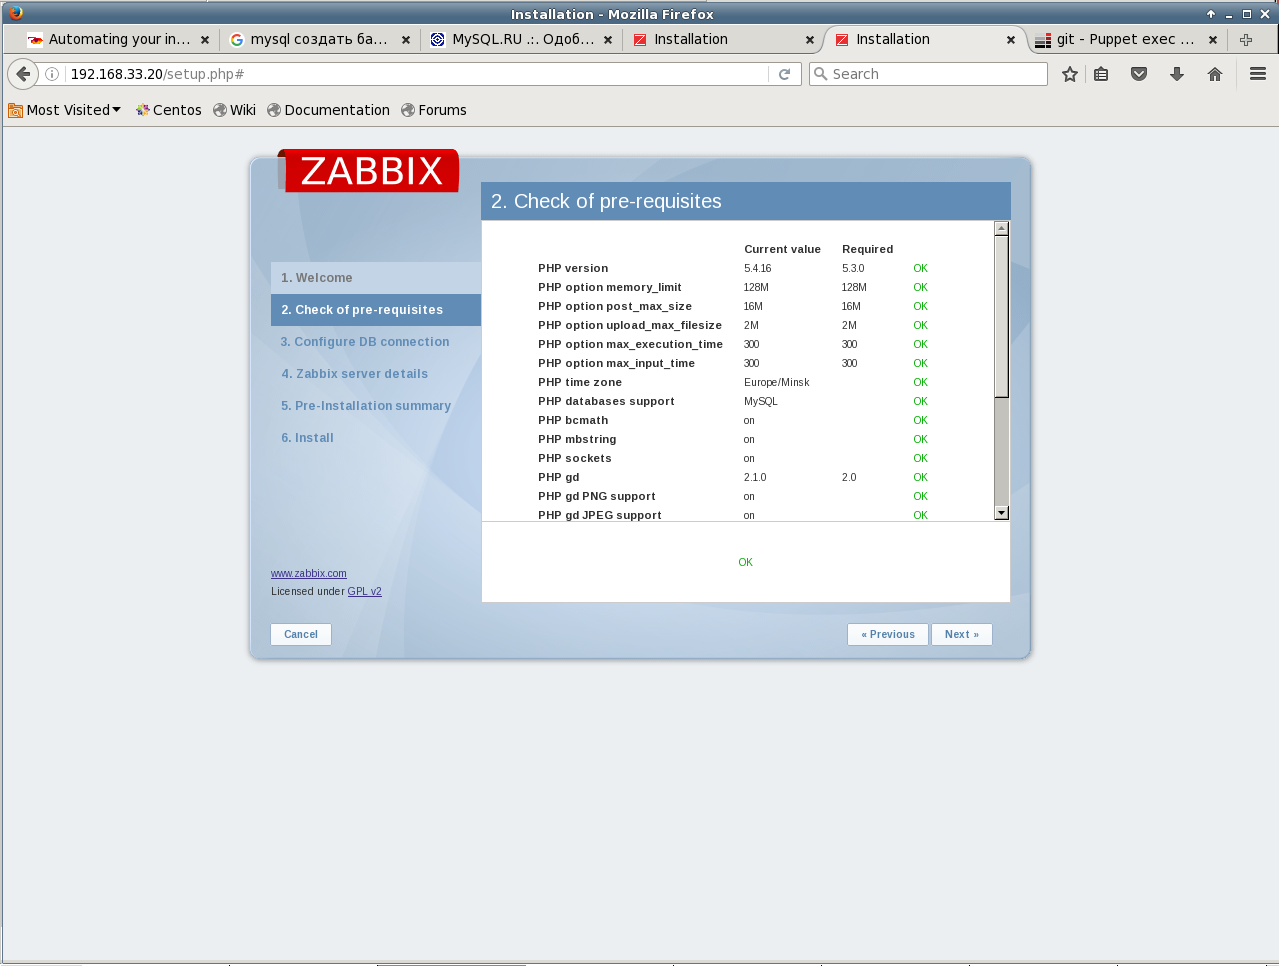 Installation - Mozilla Firefox
Automating your in... mysql создать ба... MySQL.RU .:. Одоб... Installation Installation git - Puppet exec ...
192.168.33.20/setup.php# Search
Most Visited Centos Wiki Documentation Forums
ZABBIX
2. Check of pre-requisites
1. Welcome
2. Check of pre-requisites
3. Configure DB connection
4. Zabbix server details
5. Pre-Installation summary
6. Install
Current value Required
PHP version 5.4.16 5.3.0 OK
PHP option memory_limit 128M 128M OK
PHP option post_max_size 16M 16M OK
PHP option upload_max_filesize 2M 2M OK
PHP option max_execution_time 300 300 OK
PHP option max_input_time 300 300 OK
PHP time zone Europe/Minsk OK
PHP databases support MySQL OK
PHP bcmath on OK
PHP mbstring on OK
PHP sockets on OK
PHP gd 2.1.0 2.0 OK
PHP gd PNG support on OK
PHP gd JPEG support on OK
OK
www.zabbix.com
Licensed under GPL v2
Cancel « Previous Next »